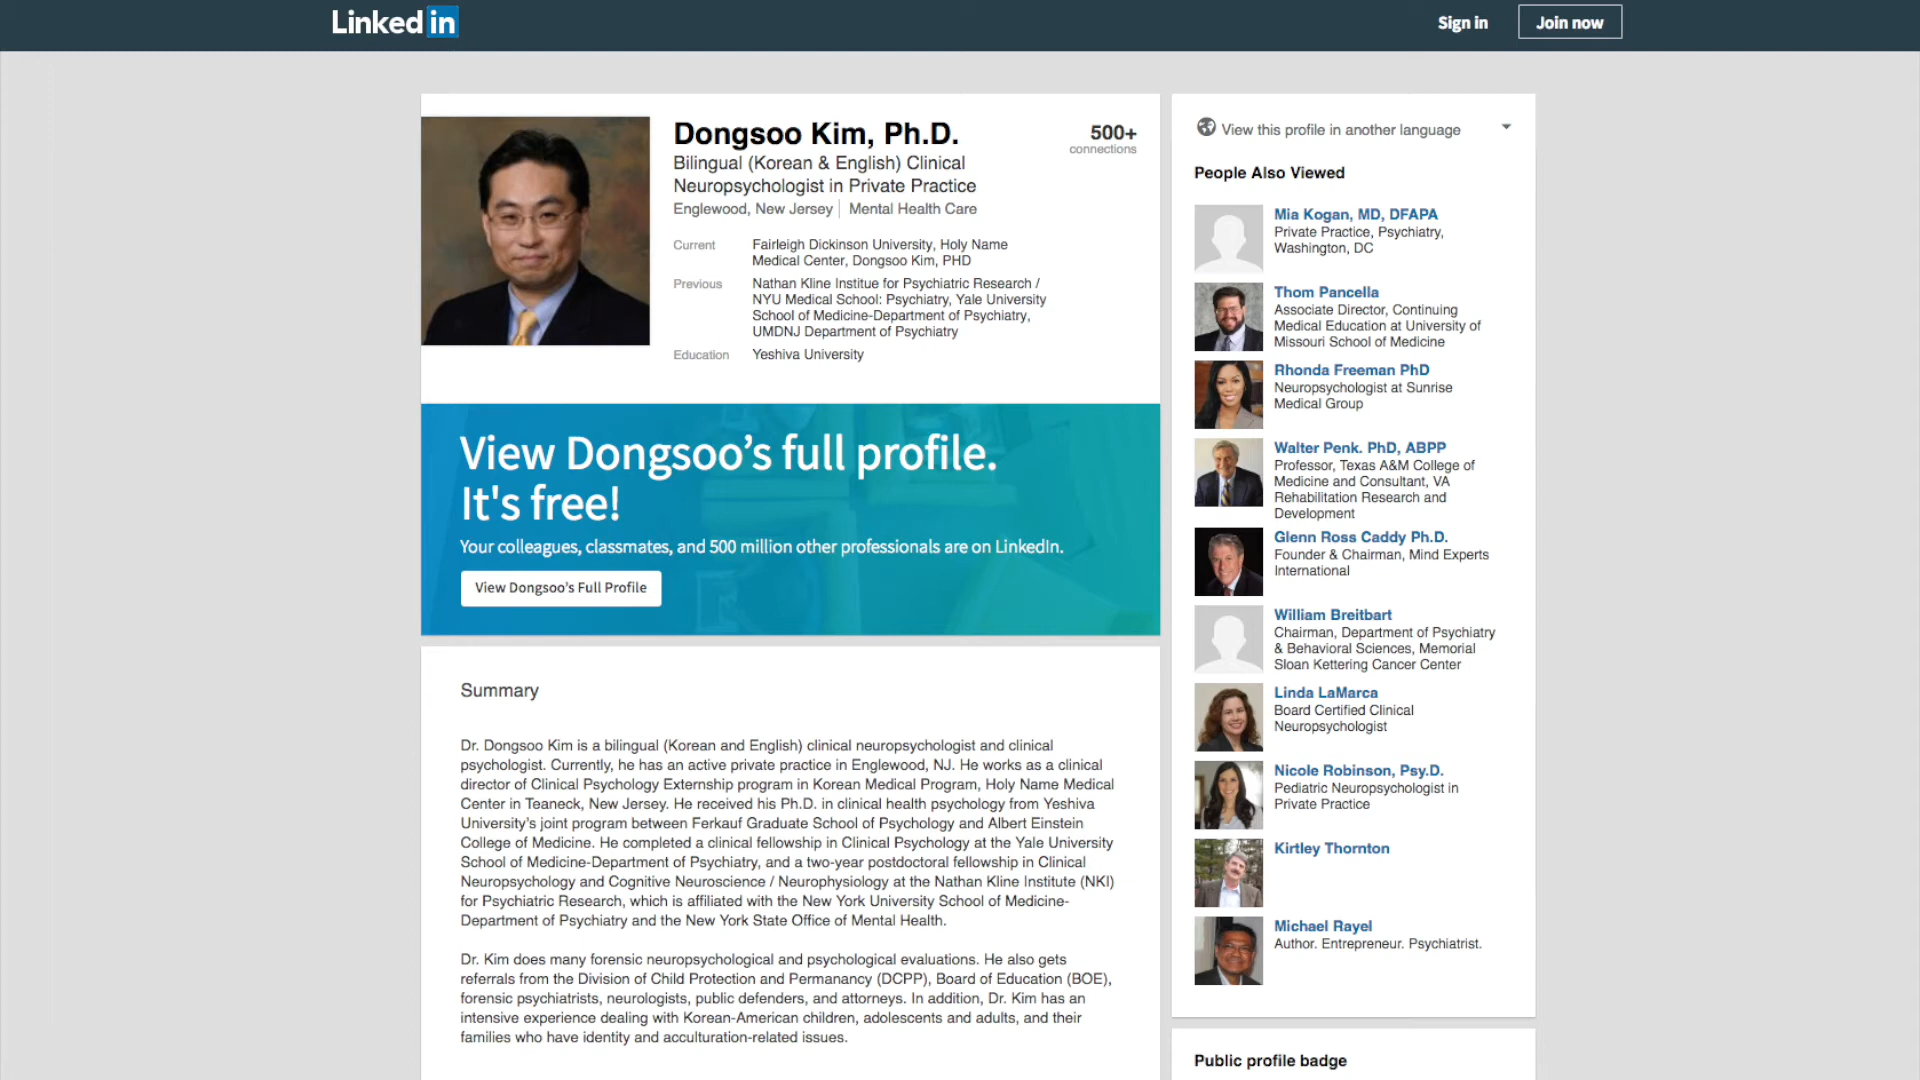 Linked in
Sign in
Join now
Dongsoo Kim, Ph.D.
Bilingual (Korean & English) Clinical
Neuropsychologist in Private Practice
Englewood, New Jersey | Mental Health Care
500+
connections
Current Fairleigh Dickinson University, Holy Name
Medical Center, Dongsoo Kim, PHD
Previous Nathan Kline Institue for Psychiatric Research /
NYU Medical School: Psychiatry, Yale University
School of Medicine-Department of Psychiatry,
UMDNJ Department of Psychiatry
Education Yeshiva University
View Dongsoo's full profile.
It's free!
Your colleagues, classmates, and 500 million other professionals are on LinkedIn.
View Dongsoo's Full Profile
Summary
Dr. Dongsoo Kim is a bilingual (Korean and English) clinical neuropsychologist and clinical
psychologist. Currently, he has an active private practice in Englewood, NJ. He works as a clinical
director of Clinical Psychology Externship program in Korean Medical Program, Holy Name Medical
Center in Teaneck, New Jersey. He received his Ph.D. in clinical health psychology from Yeshiva
University's joint program between Ferkauf Graduate School of Psychology and Albert Einstein
College of Medicine. He completed a clinical fellowship in Clinical Psychology at the Yale University
School of Medicine-Department of Psychiatry, and a two-year postdoctoral fellowship in Clinical
Neuropsychology and Cognitive Neuroscience / Neurophysiology at the Nathan Kline Institute (NKI)
for Psychiatric Research, which is affiliated with the New York University School of Medicine-
Department of Psychiatry and the New York State Office of Mental Health.
Dr. Kim does many forensic neuropsychological and psychological evaluations. He also gets
referrals from the Division of Child Protection and Permanancy (DCPP), Board of Education (BOE),
forensic psychiatrists, neurologists, public defenders, and attorneys. In addition, Dr. Kim has an
intensive experience dealing with Korean-American children, adolescents and adults, and their
families who have identity and acculturation-related issues.
View this profile in another language
People Also Viewed
Mia Kogan, MD, DFAPA
Private Practice, Psychiatry,
Washington, DC
Thom Pancella
Associate Director, Continuing
Medical Education at University of
Missouri School of Medicine
Rhonda Freeman PhD
Neuropsychologist at Sunrise
Medical Group
Walter Penk. PhD, ABPP
Professor, Texas A&M College of
Medicine and Consultant, VA
Rehabilitation Research and
Development
Glenn Ross Caddy Ph.D.
Founder & Chairman, Mind Experts
International
William Breitbart
Chairman, Department of Psychiatry
& Behavioral Sciences, Memorial
Sloan Kettering Cancer Center
Linda LaMarca
Board Certified Clinical
Neuropsychologist
Nicole Robinson, Psy.D.
Pediatric Neuropsychologist in
Private Practice
Kirtley Thornton
Michael Rayel
Author. Entrepreneur. Psychiatrist.
Public profile badge